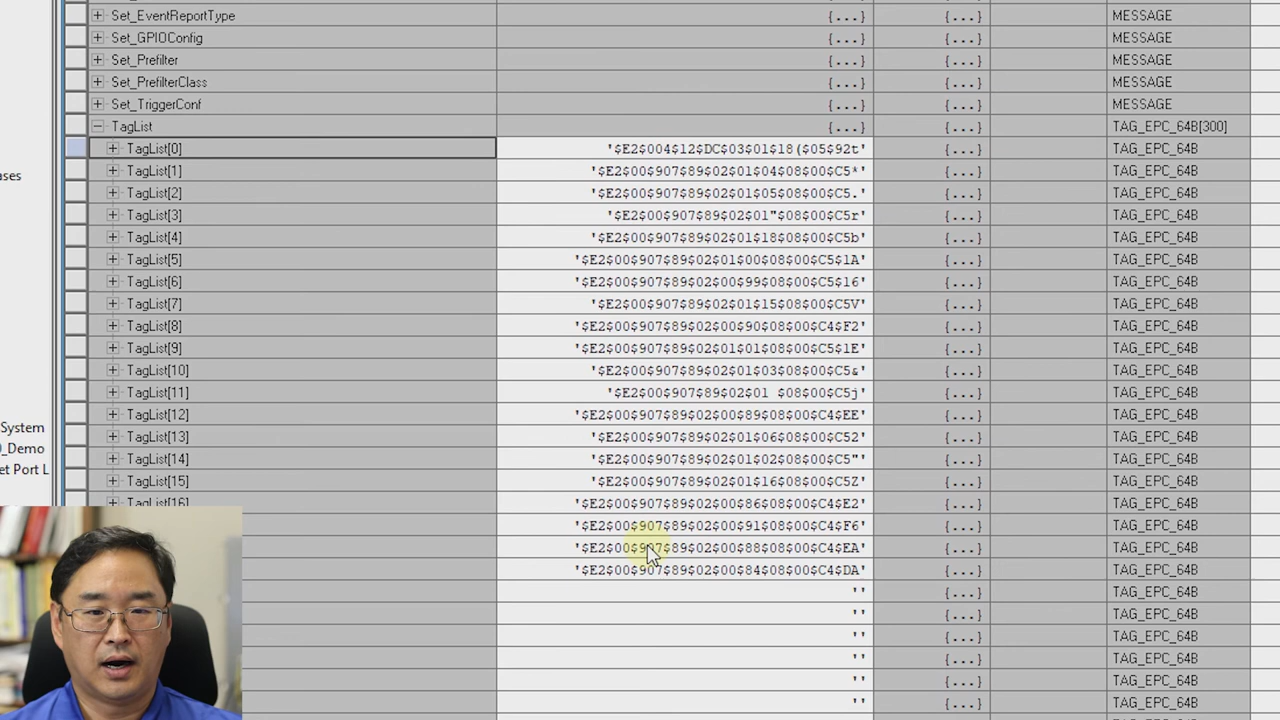 Set_EventReportType {...} {...} MESSAGE
Set_GPIOConfig {...} {...} MESSAGE
Set_Prefilter {...} {...} MESSAGE
Set_PrefilterClass {...} {...} MESSAGE
Set_TriggerConf {...} {...} MESSAGE
TagList {...} {...} TAG_EPC_64B[300]
TagList[0] '$E2$004$12$DC$03$01$18($05$92t' {...} TAG_EPC_64B
ases TagList[1] '$E2$00$907$89$02$01$04$08$00$C5*' {...} TAG_EPC_64B
TagList[2] '$E2$00$907$89$02$01$05$08$00$C5.' {...} TAG_EPC_64B
TagList[3] '$E2$00$907$89$02$01"$08$00$C5r' {...} TAG_EPC_64B
TagList[4] '$E2$00$907$89$02$01$18$08$00$C5b' {...} TAG_EPC_64B
TagList[5] '$E2$00$907$89$02$01$00$08$00$C5$1A' {...} TAG_EPC_64B
TagList[6] '$E2$00$907$89$02$00$99$08$00$C5$16' {...} TAG_EPC_64B
TagList[7] '$E2$00$907$89$02$01$15$08$00$C5V' {...} TAG_EPC_64B
TagList[8] '$E2$00$907$89$02$00$90$08$00$C4$F2' {...} TAG_EPC_64B
TagList[9] '$E2$00$907$89$02$01$01$08$00$C5$1E' {...} TAG_EPC_64B
TagList[10] '$E2$00$907$89$02$01$03$08$00$C5&' {...} TAG_EPC_64B
TagList[11] '$E2$00$907$89$02$01 $08$00$C5j' {...} TAG_EPC_64B
TagList[12] '$E2$00$907$89$02$00$89$08$00$C4$EE' {...} TAG_EPC_64B
System TagList[13] '$E2$00$907$89$02$01$06$08$00$C52' {...} TAG_EPC_64B
_Demo TagList[14] '$E2$00$907$89$02$01$02$08$00$C5"' {...} TAG_EPC_64B
et Port L TagList[15] '$E2$00$907$89$02$01$16$08$00$C5Z' {...} TAG_EPC_64B
TagList[16] '$E2$00$907$89$02$00$86$08$00$C4$E2' {...} TAG_EPC_64B
'$E2$00$907$89$02$00$91$08$00$C4$F6' {...} TAG_EPC_64B
'$E2$00$907$89$02$00$88$08$00$C4$EA' {...} TAG_EPC_64B
'$E2$00$907$89$02$00$84$08$00$C4$DA' {...} TAG_EPC_64B
'' {...} TAG_EPC_64B
'' {...} TAG_EPC_64B
'' {...} TAG_EPC_64B
'' {...} TAG_EPC_64B
'' {...} TAG_EPC_64B
'' {...} TAG_EPC_64B